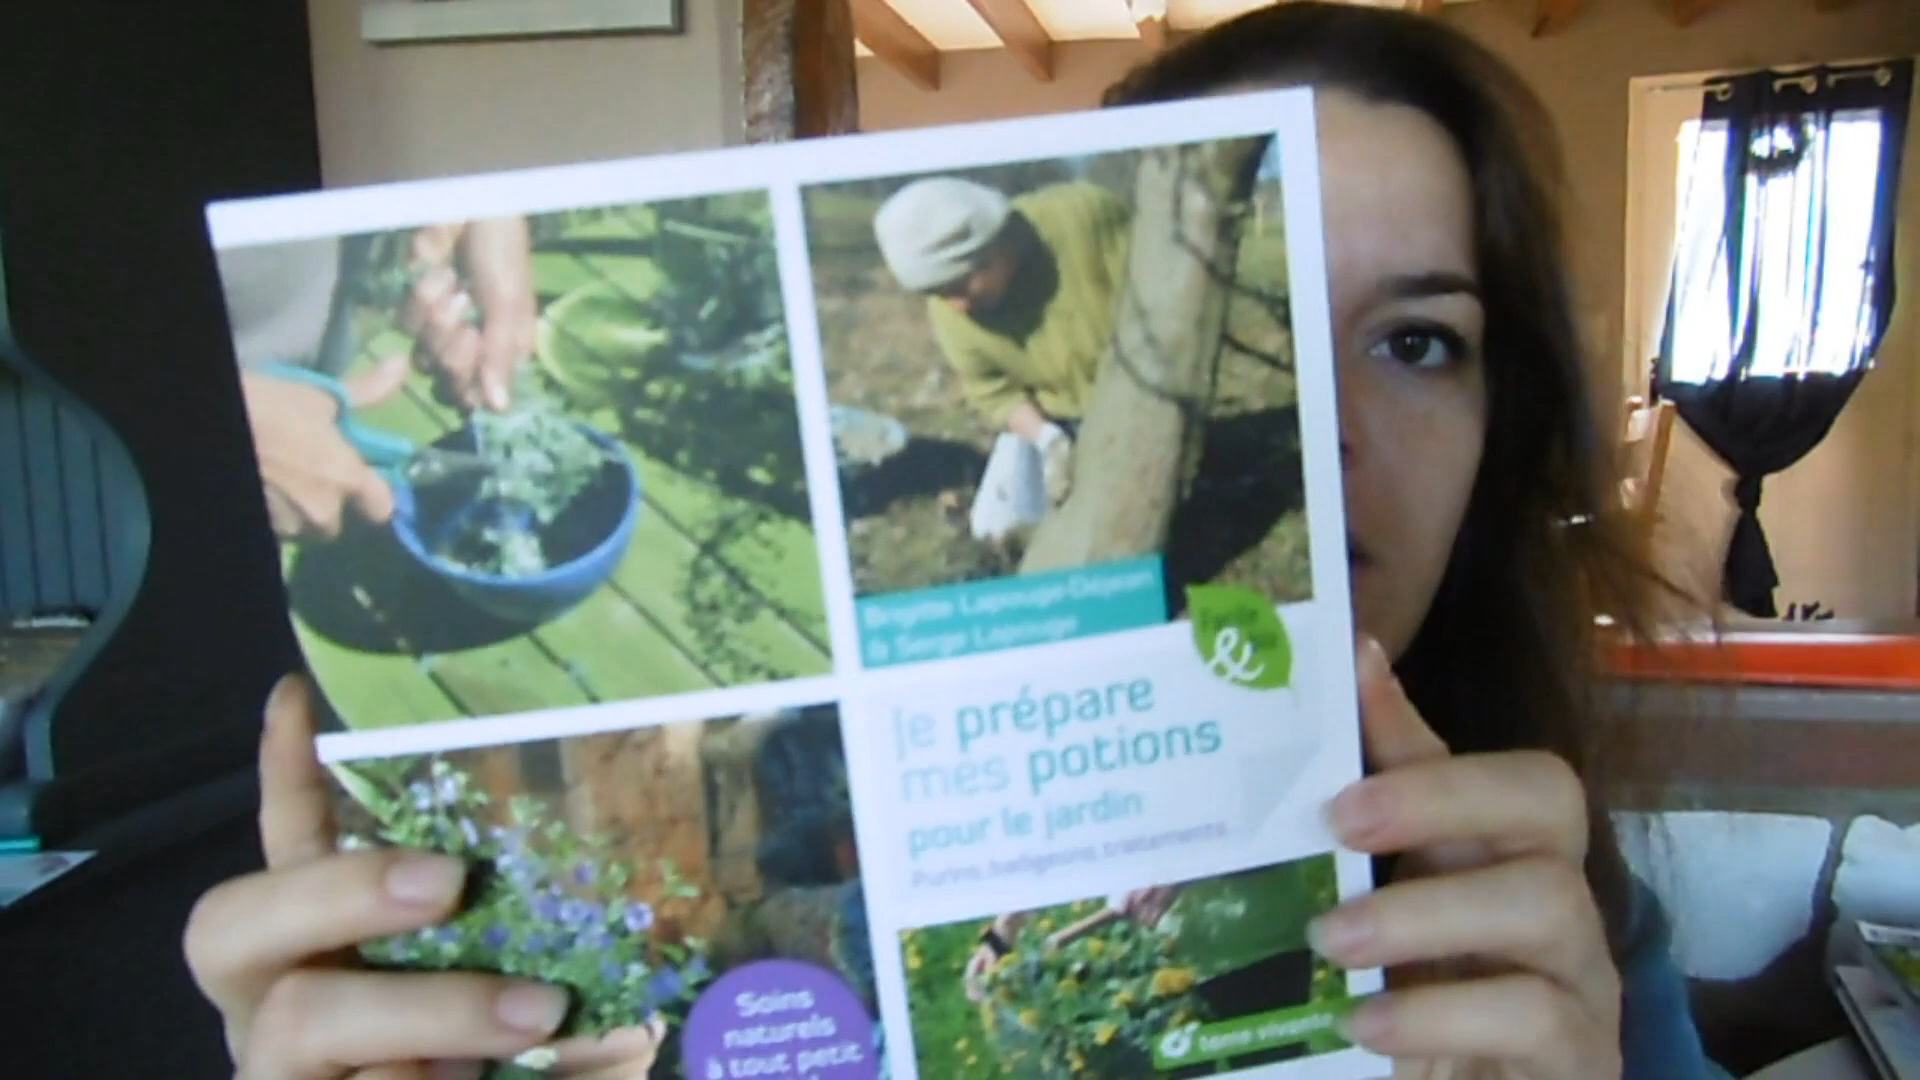 Brigitte Lapouge-Déjean
& Serge Lapouge
&
Je prépare
mes potions
pour le jardin
Purins, badigeons, traitements
Soins
naturels
à tout petit
terre vivante